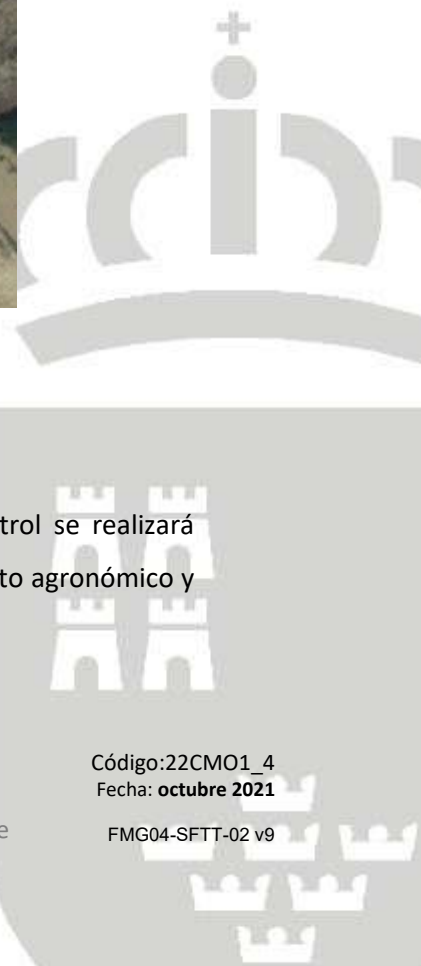 trol se realizará
to agronómico y
Código:22CMO1_4
Fecha: octubre 2021
e
FMG04-SFTT-02 v9